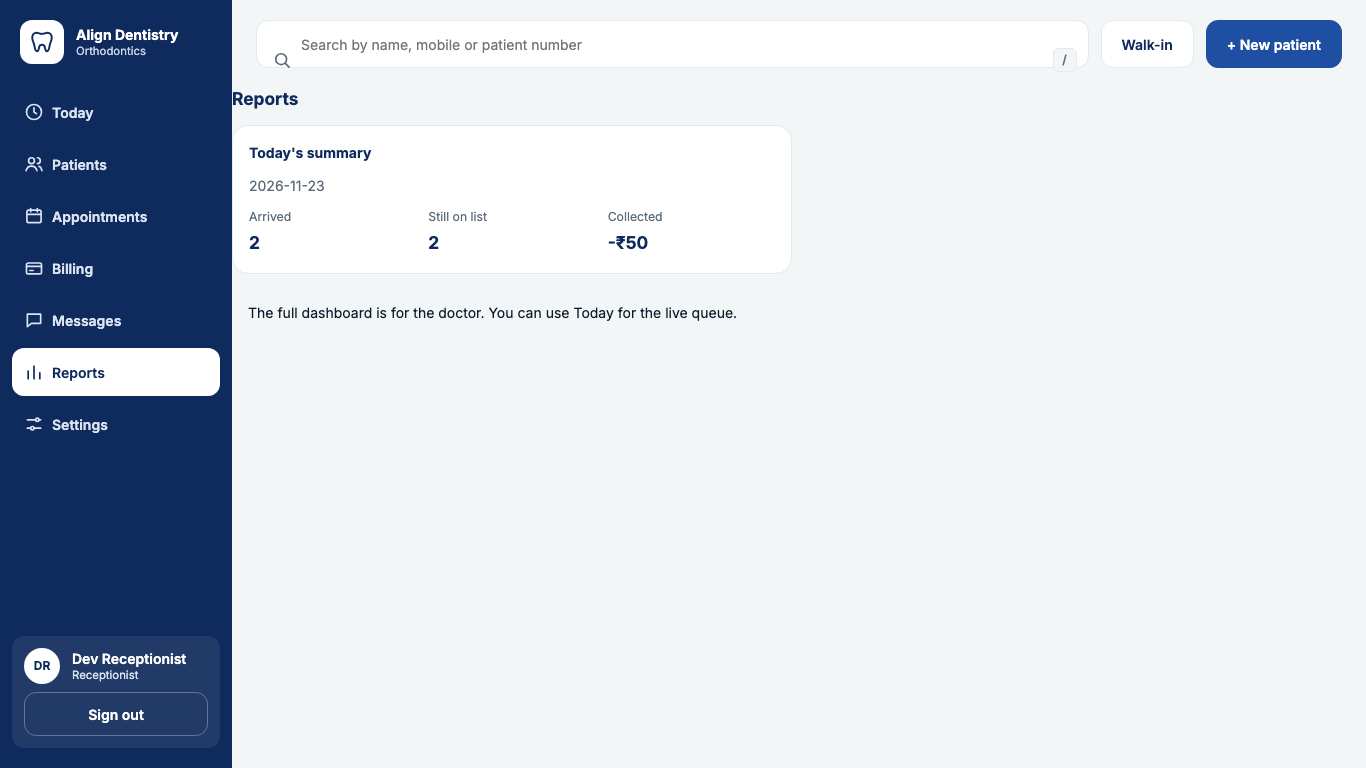 Align Dentistry
Orthodontics
Today
Patients
Appointments
Billing
Messages
Reports
Settings
DR
Dev Receptionist
Receptionist
Sign out
Search by name, mobile or patient number
/
Walk-in
+ New patient
Reports
Today's summary
2026-11-23
Arrived Still on list Collected
2 2 -₹50
The full dashboard is for the doctor. You can use Today for the live queue.